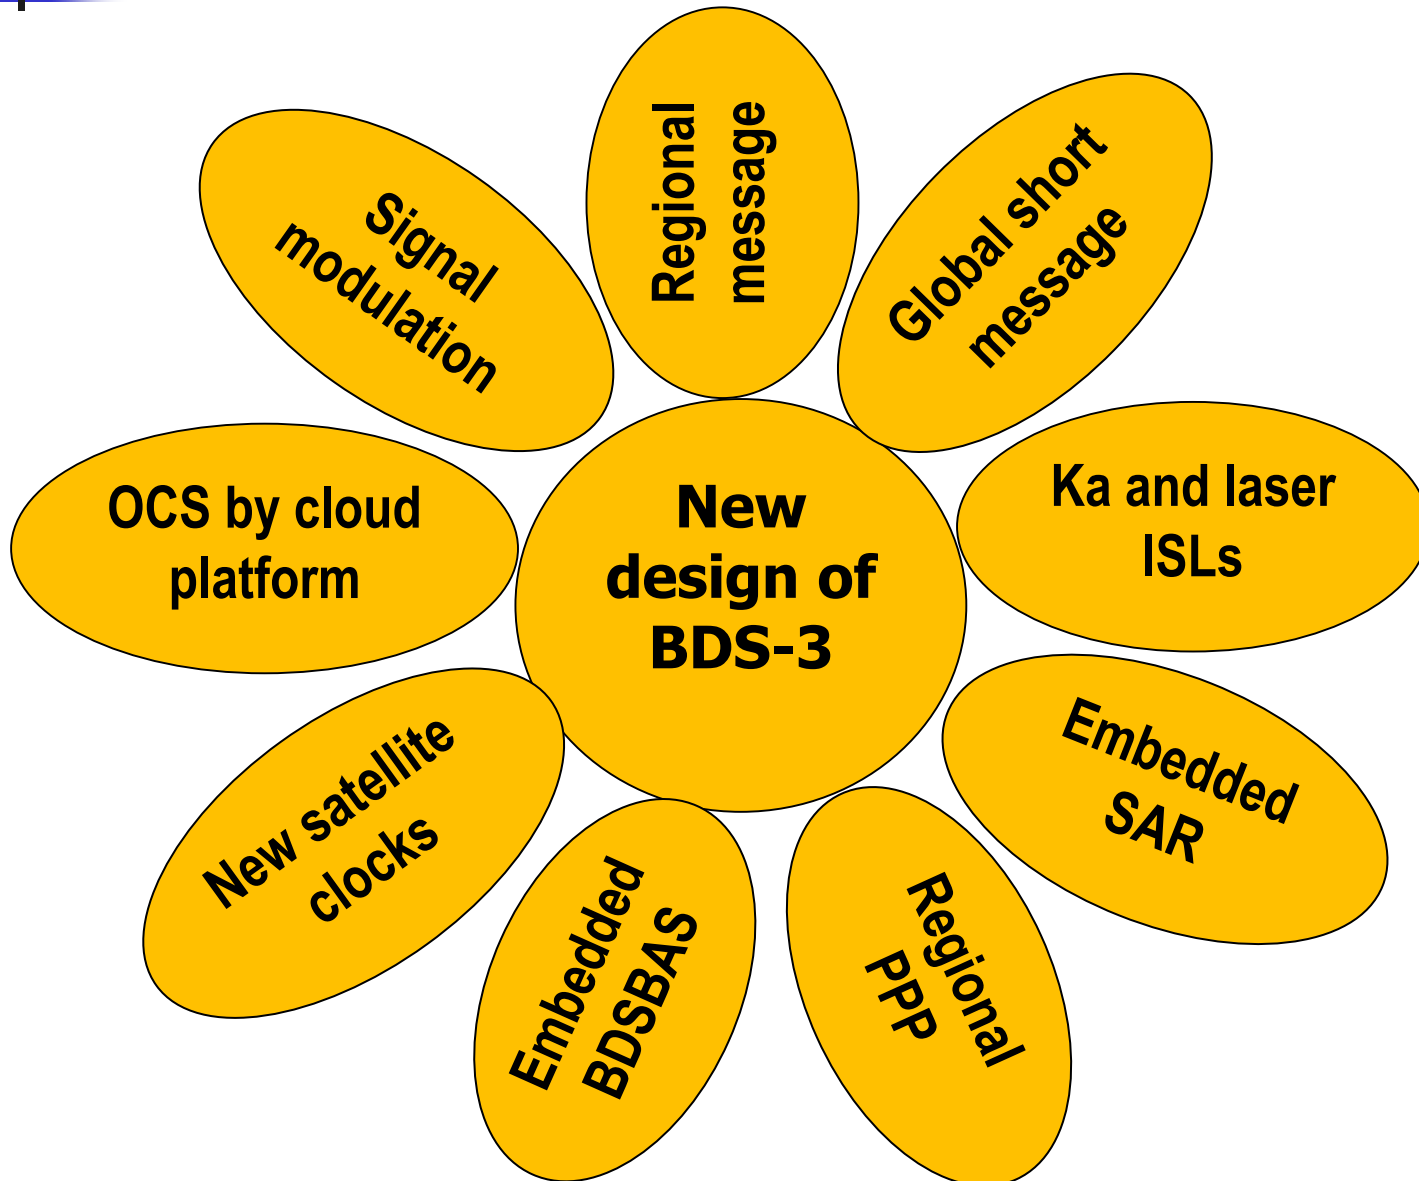 Regional
message
Global short
message
Signal
modulation
Ka and laser
ISLs
OCS by cloud
platform
New
design of
BDS-3
Embedded
SAR
New satellite
clocks
Embedded
BDSBAS
Regional
PPP